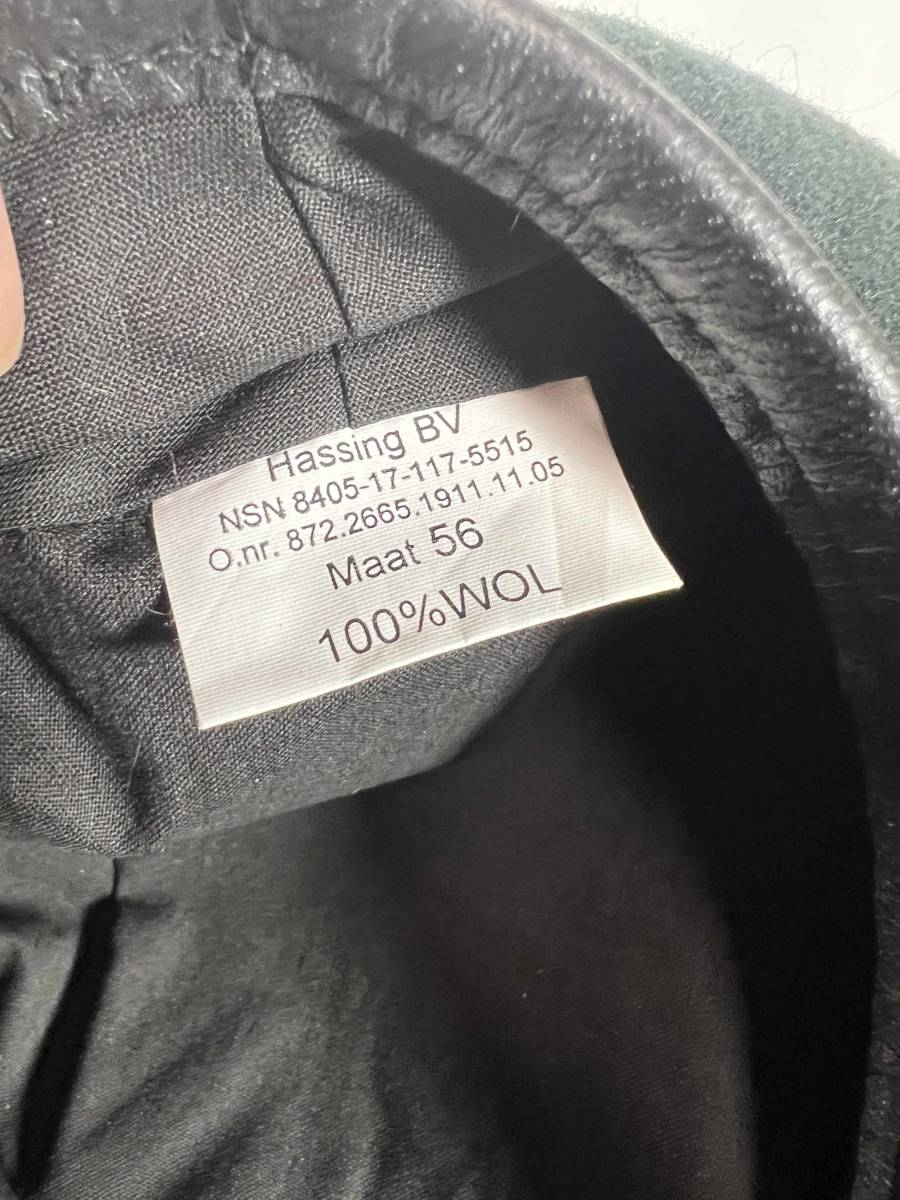 Hassing BV
NSN 8405-17-117-5515
O.nr. 872.2665.1911.11.05
Maat 56
100%WOL